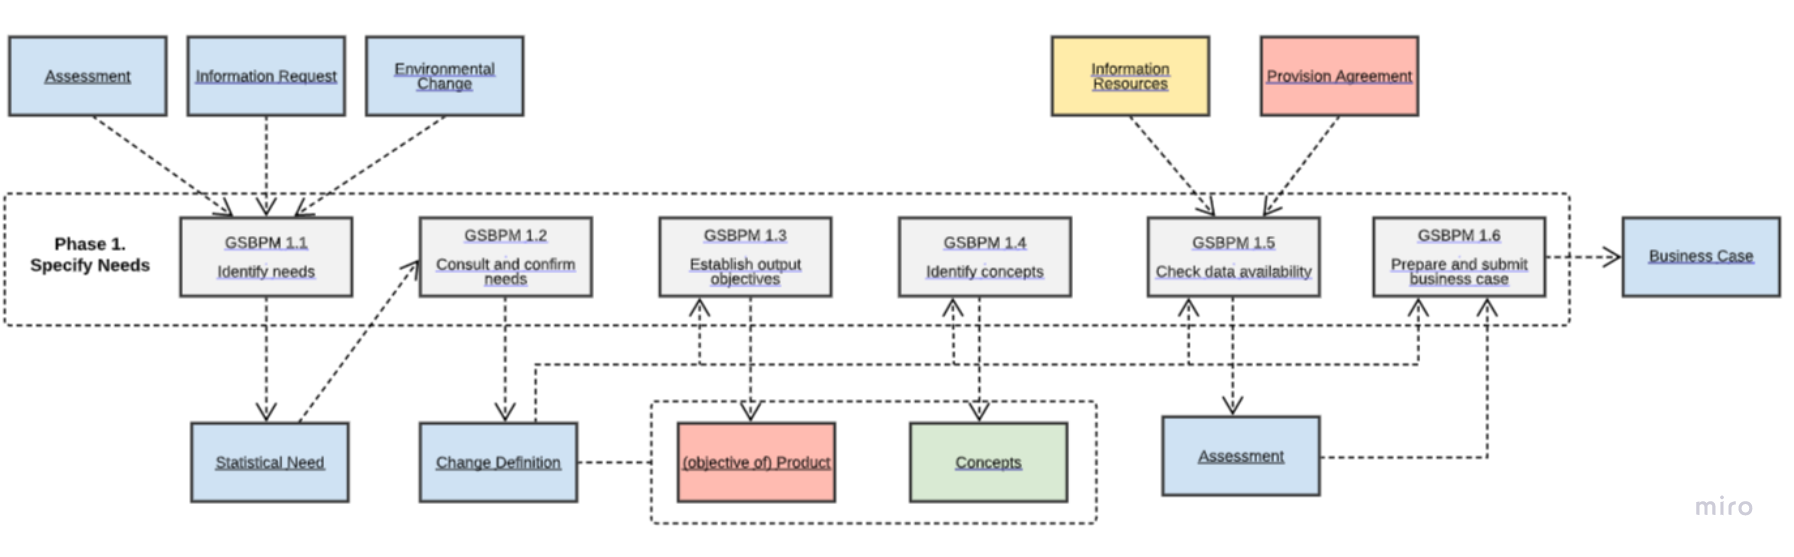 Assessment
Information Request
Environmental
Change
Information
Resources
Provision Agreement
Phase 1.
Specify Needs
GSBPM 1.1
Identify needs
GSBPM 1.2
Consult and confirm
needs
GSBPM 1.3
Establish output
objectives
GSBPM 1.4
Identify concepts
GSBPM 1.5
Check data availability
GSBPM 1.6
Prepare and submit
business case
Business Case
Statistical Need
Change Definition
(objective of) Product
Concepts
Assessment
miro